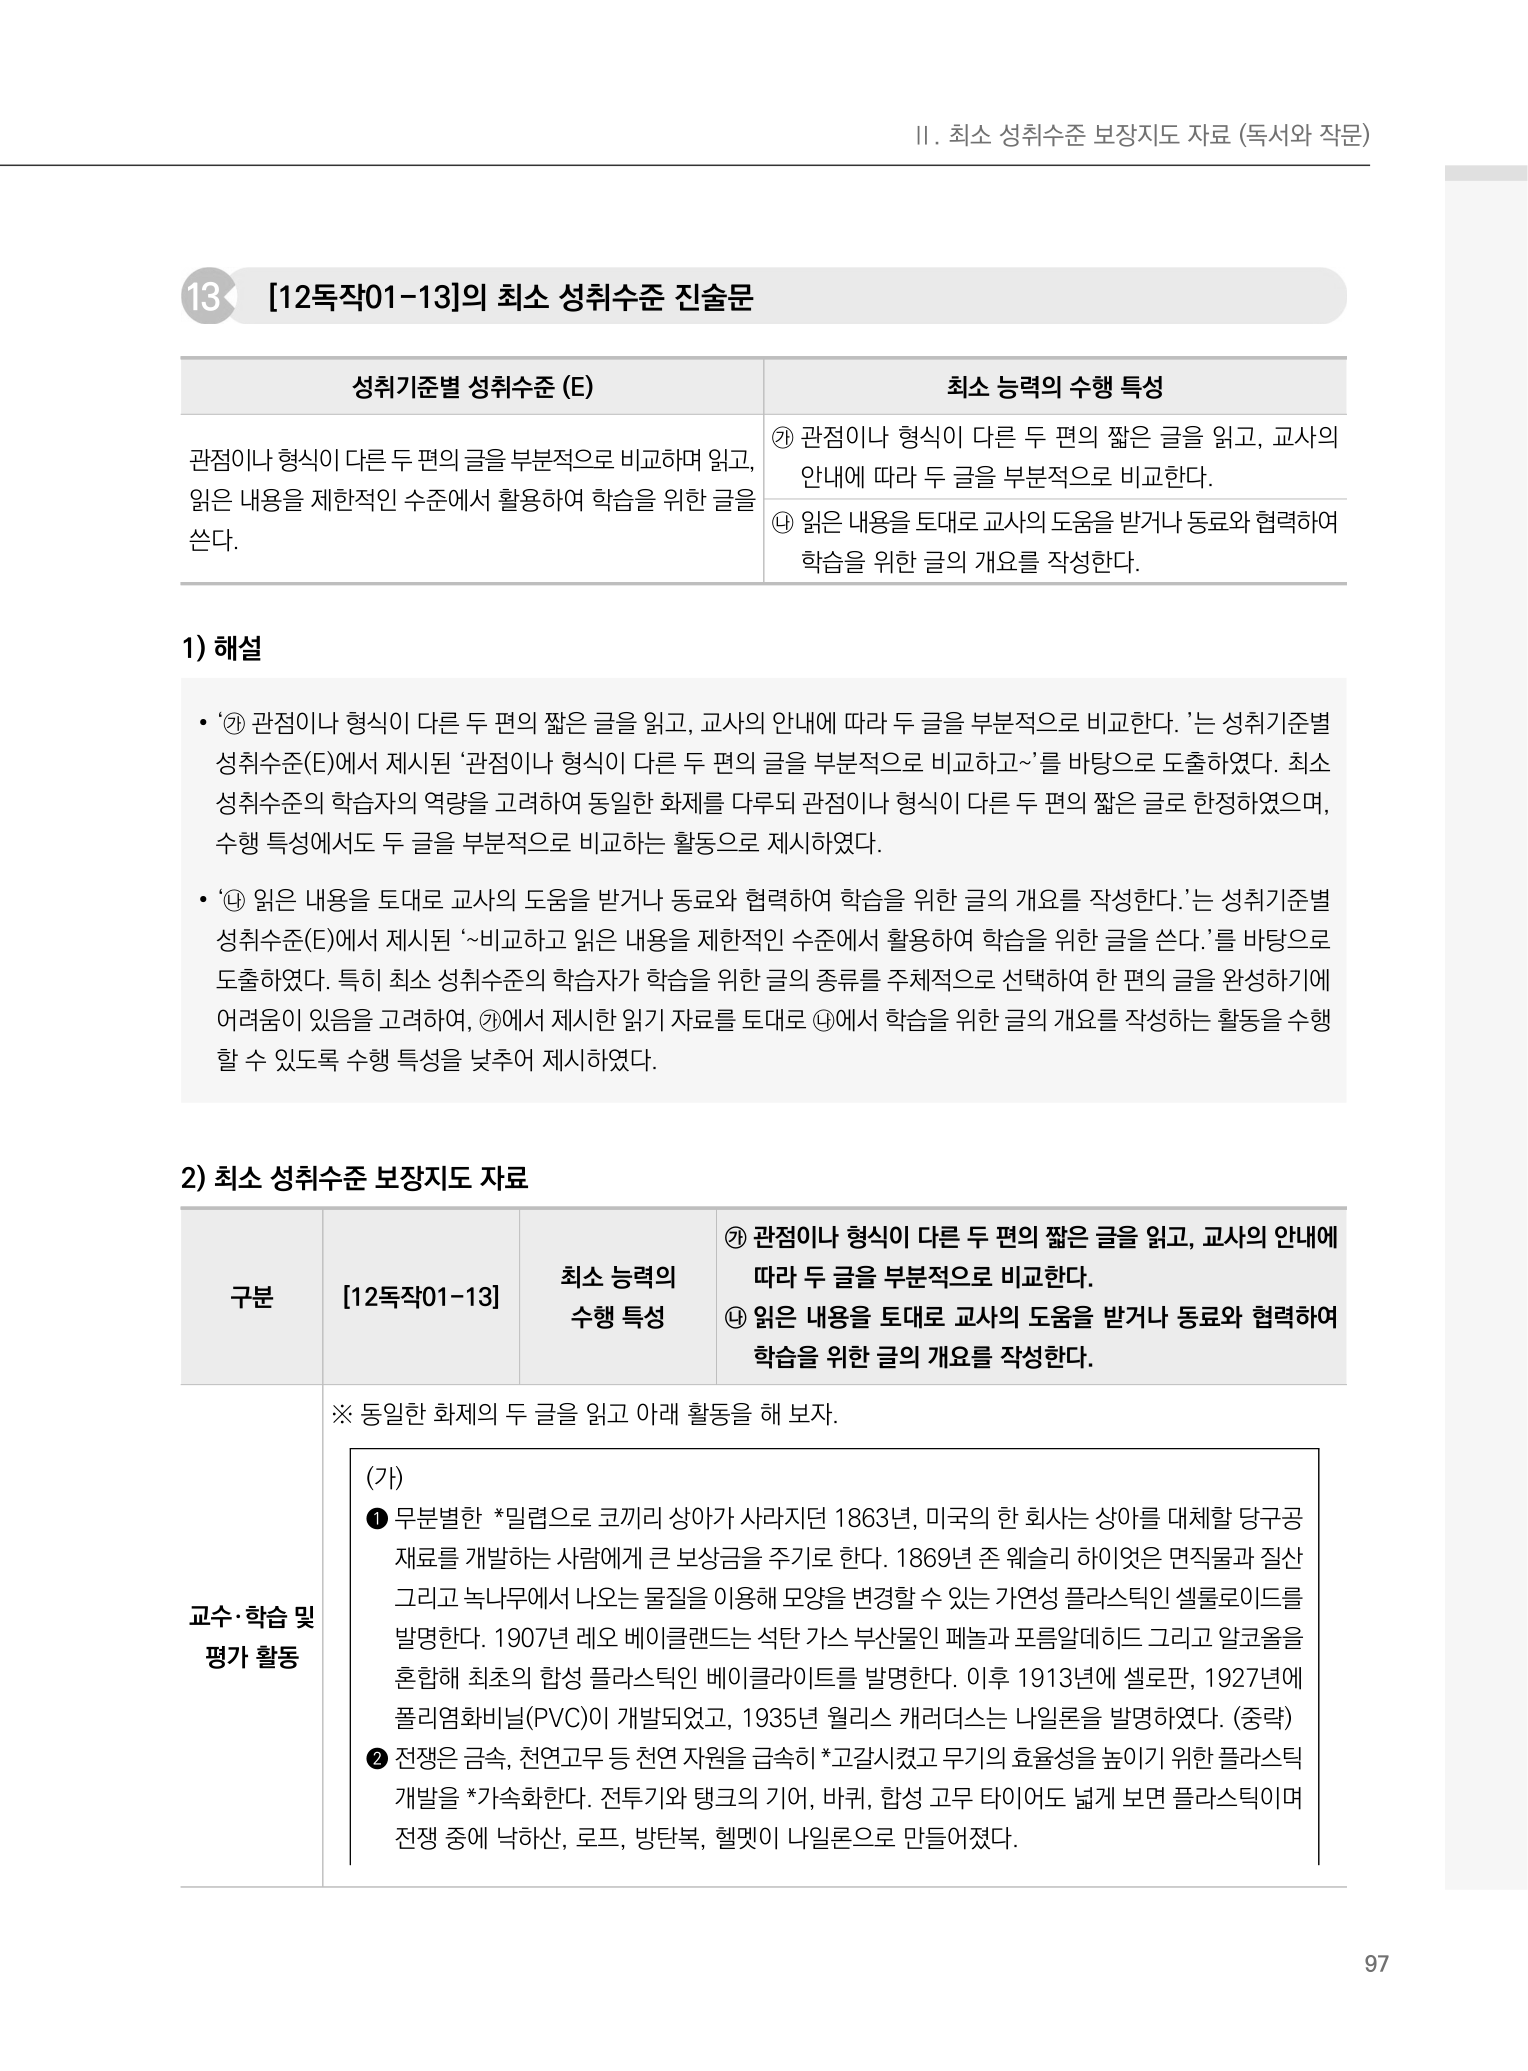 Ⅱ. 최소 성취수준 보장지도 자료 (독서와 작문)
13 [12독작01-13]의 최소 성취수준 진술문
성취기준별 성취수준 (E)
최소 능력의 수행 특성
관점이나 형식이 다른 두 편의 글을 부분적으로 비교하며 읽고,
읽은 내용을 제한적인 수준에서 활용하여 학습을 위한 글을
쓴다.
㉮ 관점이나 형식이 다른 두 편의 짧은 글을 읽고, 교사의
안내에 따라 두 글을 부분적으로 비교한다.
㉯ 읽은 내용을 토대로 교사의 도움을 받거나 동료와 협력하여
학습을 위한 글의 개요를 작성한다.
1) 해설
• ‘㉮ 관점이나 형식이 다른 두 편의 짧은 글을 읽고, 교사의 안내에 따라 두 글을 부분적으로 비교한다. ’는 성취기준별
성취수준(E)에서 제시된 ‘관점이나 형식이 다른 두 편의 글을 부분적으로 비교하고~’를 바탕으로 도출하였다. 최소
성취수준의 학습자의 역량을 고려하여 동일한 화제를 다루되 관점이나 형식이 다른 두 편의 짧은 글로 한정하였으며,
수행 특성에서도 두 글을 부분적으로 비교하는 활동으로 제시하였다.
• ‘㉯ 읽은 내용을 토대로 교사의 도움을 받거나 동료와 협력하여 학습을 위한 글의 개요를 작성한다.’는 성취기준별
성취수준(E)에서 제시된 ‘~비교하고 읽은 내용을 제한적인 수준에서 활용하여 학습을 위한 글을 쓴다.’를 바탕으로
도출하였다. 특히 최소 성취수준의 학습자가 학습을 위한 글의 종류를 주체적으로 선택하여 한 편의 글을 완성하기에
어려움이 있음을 고려하여, ㉮에서 제시한 읽기 자료를 토대로 ㉯에서 학습을 위한 글의 개요를 작성하는 활동을 수행
할 수 있도록 수행 특성을 낮추어 제시하였다.
2) 최소 성취수준 보장지도 자료
구분
[12독작01-13]
최소 능력의
수행 특성
㉮ 관점이나 형식이 다른 두 편의 짧은 글을 읽고, 교사의 안내에
따라 두 글을 부분적으로 비교한다.
㉯ 읽은 내용을 토대로 교사의 도움을 받거나 동료와 협력하여
학습을 위한 글의 개요를 작성한다.
교수·학습 및
평가 활동
※ 동일한 화제의 두 글을 읽고 아래 활동을 해 보자.
(가)
❶ 무분별한 *밀렵으로 코끼리 상아가 사라지던 1863년, 미국의 한 회사는 상아를 대체할 당구공
재료를 개발하는 사람에게 큰 보상금을 주기로 한다. 1869년 존 웨슬리 하이엇은 면직물과 질산
그리고 녹나무에서 나오는 물질을 이용해 모양을 변경할 수 있는 가연성 플라스틱인 셀룰로이드를
발명한다. 1907년 레오 베이클랜드는 석탄 가스 부산물인 페놀과 포름알데히드 그리고 알코올을
혼합해 최초의 합성 플라스틱인 베이클라이트를 발명한다. 이후 1913년에 셀로판, 1927년에
폴리염화비닐(PVC)이 개발되었고, 1935년 월리스 캐러더스는 나일론을 발명하였다. (중략)
❷ 전쟁은 금속, 천연고무 등 천연 자원을 급속히 *고갈시켰고 무기의 효율성을 높이기 위한 플라스틱
개발을 *가속화한다. 전투기와 탱크의 기어, 바퀴, 합성 고무 타이어도 넓게 보면 플라스틱이며
전쟁 중에 낙하산, 로프, 방탄복, 헬멧이 나일론으로 만들어졌다.
97